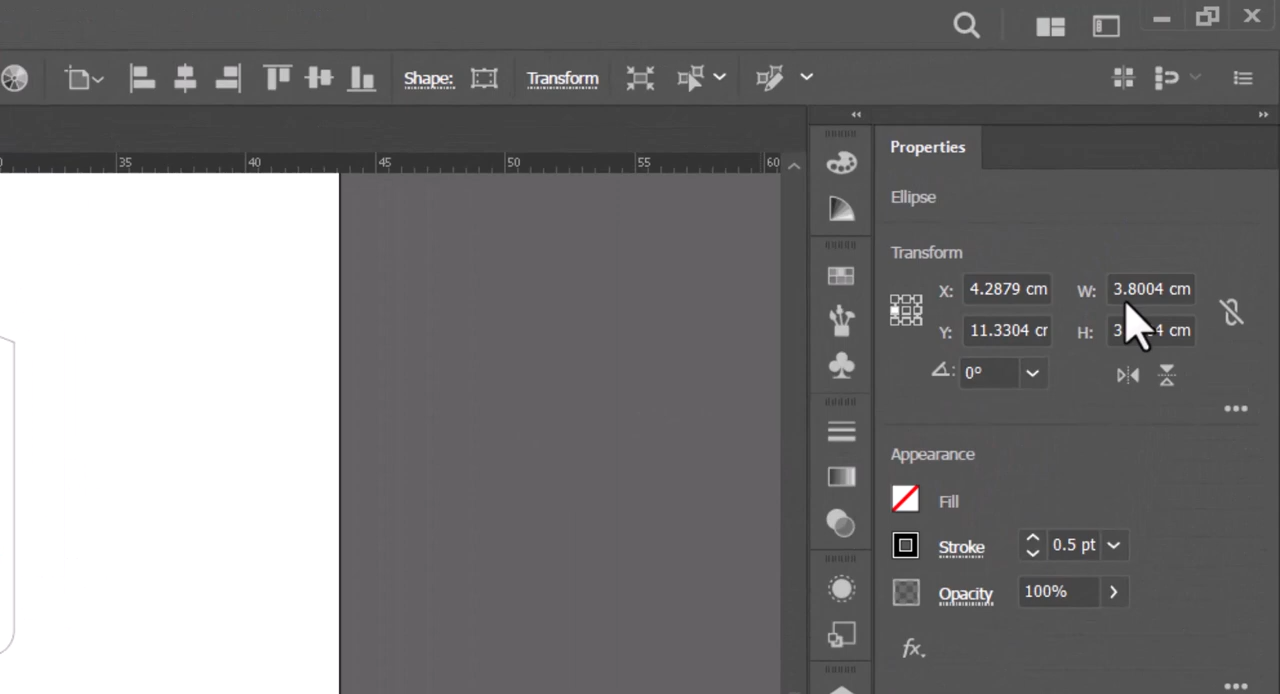 Shape: Transform
Properties
35 40 45 50 55 60
Ellipse
Transform
X: 4.2879 cm W: 3.8004 cm
Y: 11.3304 cr H: 4 cm
0°
Appearance
Fill
Stroke 0.5 pt
Opacity 100%
fx.